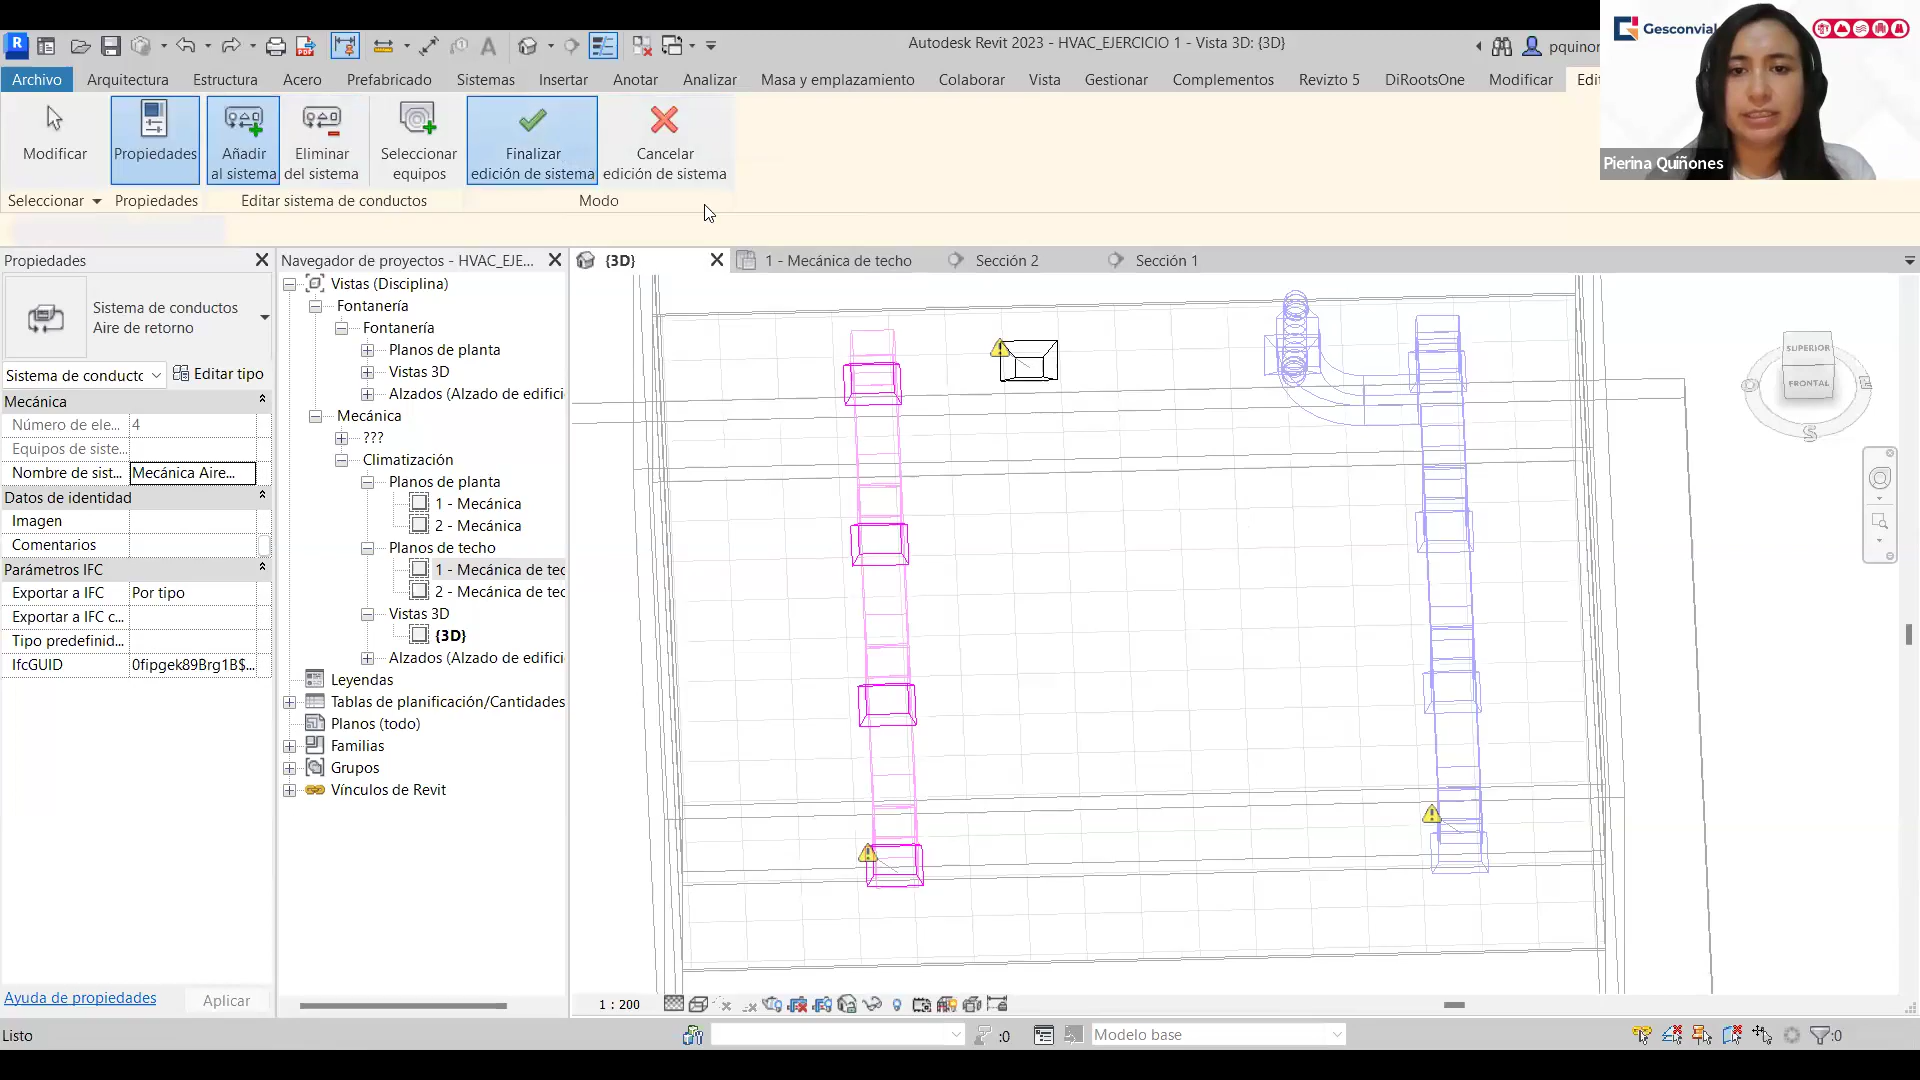 Autodesk Revit 2023 - HVAC_EJERCICIO 1 - Vista 3D: {3D}
pquinor
Gesconvial
Pierina Quiñones
Archivo Arquitectura Estructura Acero Prefabricado Sistemas Insertar Anotar Analizar Masa y emplazamiento Colaborar Vista Gestionar Complementos Revizto 5 DiRootsOne Modificar Edi
Modificar
Propiedades
Añadir
al sistema
Eliminar
del sistema
Seleccionar
equipos
Finalizar
edición de sistema
Cancelar
edición de sistema
Seleccionar Propiedades Editar sistema de conductos Modo
Propiedades
Sistema de conductos
Aire de retorno
Sistema de conductc Editar tipo
Mecánica
Número de ele... 4
Equipos de siste...
Nombre de sist... Mecánica Aire...
Datos de identidad
Imagen
Comentarios
Parámetros IFC
Exportar a IFC Por tipo
Exportar a IFC c...
Tipo predefinid...
IfcGUID 0fipgek89Brg1B$...
Ayuda de propiedades Aplicar
Navegador de proyectos - HVAC_EJE...
Vistas (Disciplina)
Fontanería
Fontanería
Planos de planta
Vistas 3D
Alzados (Alzado de edifici
Mecánica
???
Climatización
Planos de planta
1 - Mecánica
2 - Mecánica
Planos de techo
1 - Mecánica de tec
2 - Mecánica de tec
Vistas 3D
{3D}
Alzados (Alzado de edifici
Leyendas
Tablas de planificación/Cantidades
Planos (todo)
Familias
Grupos
Vínculos de Revit
{3D} 1 - Mecánica de techo Sección 2 Sección 1
SUPERIOR
FRONTAL
S
1 : 200
Listo
:0
Modelo base
:0